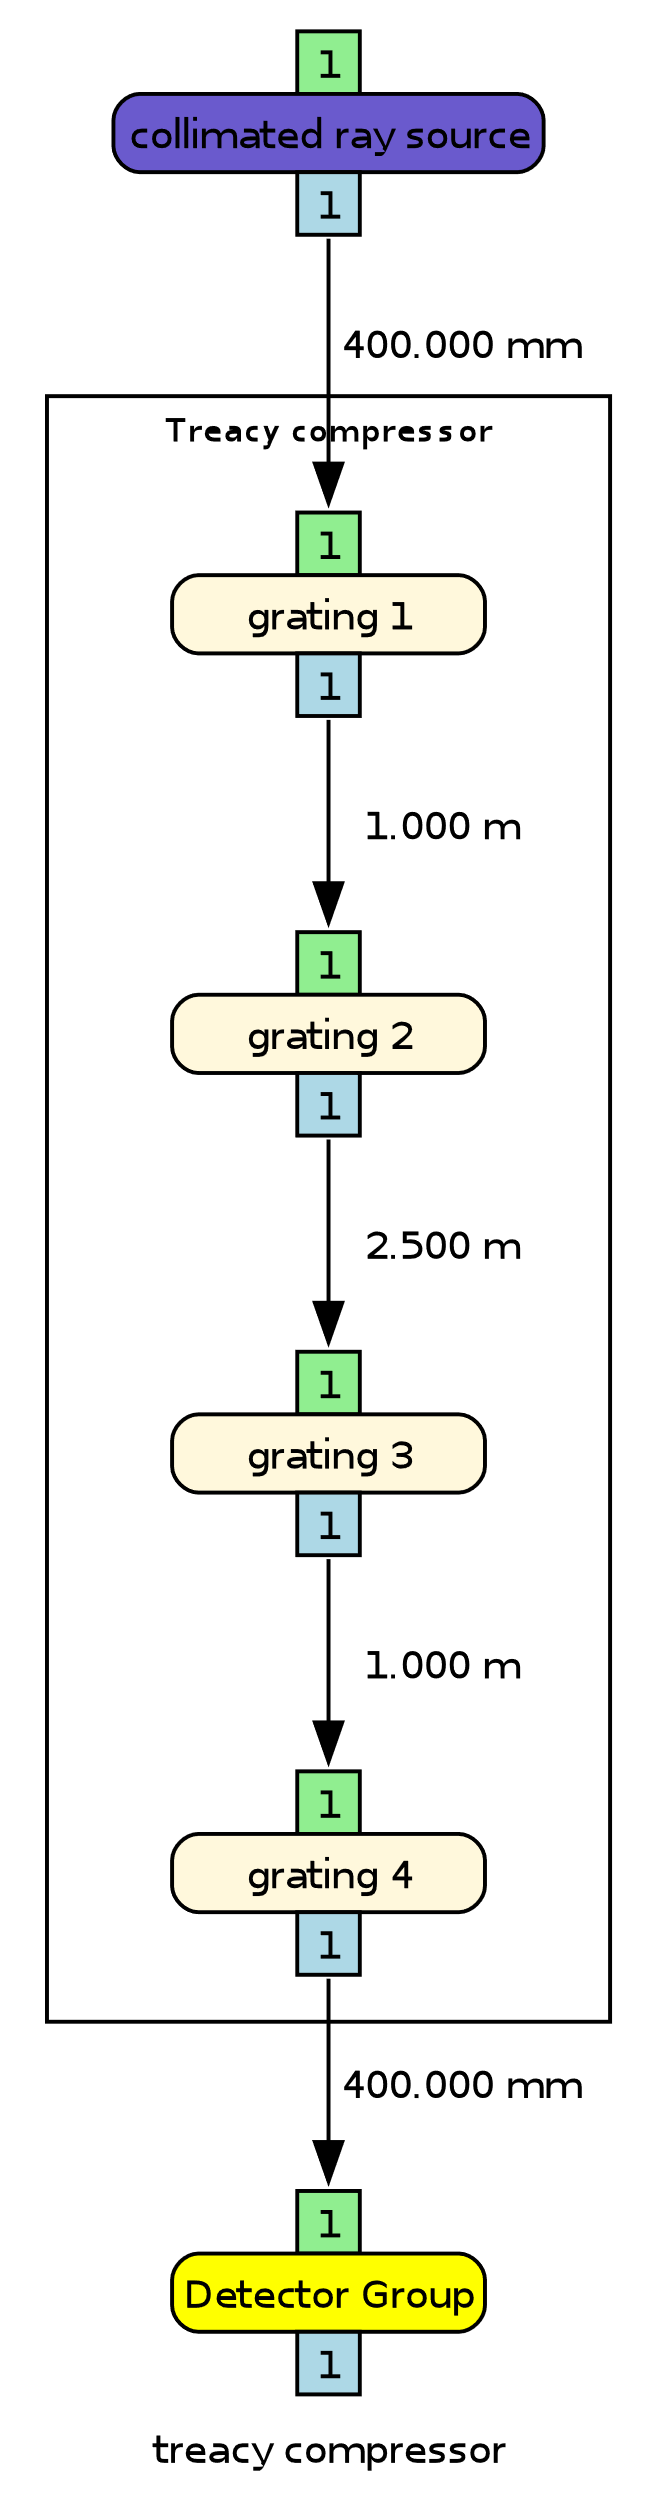 1
collimated ray source
1
400.000 mm
Treacy compressor
1
grating 1
1
1.000 m
1
grating 2
1
2.500 m
1
grating 3
1
1.000 m
1
grating 4
1
400.000 mm
1
Detector Group
1
treacy compressor